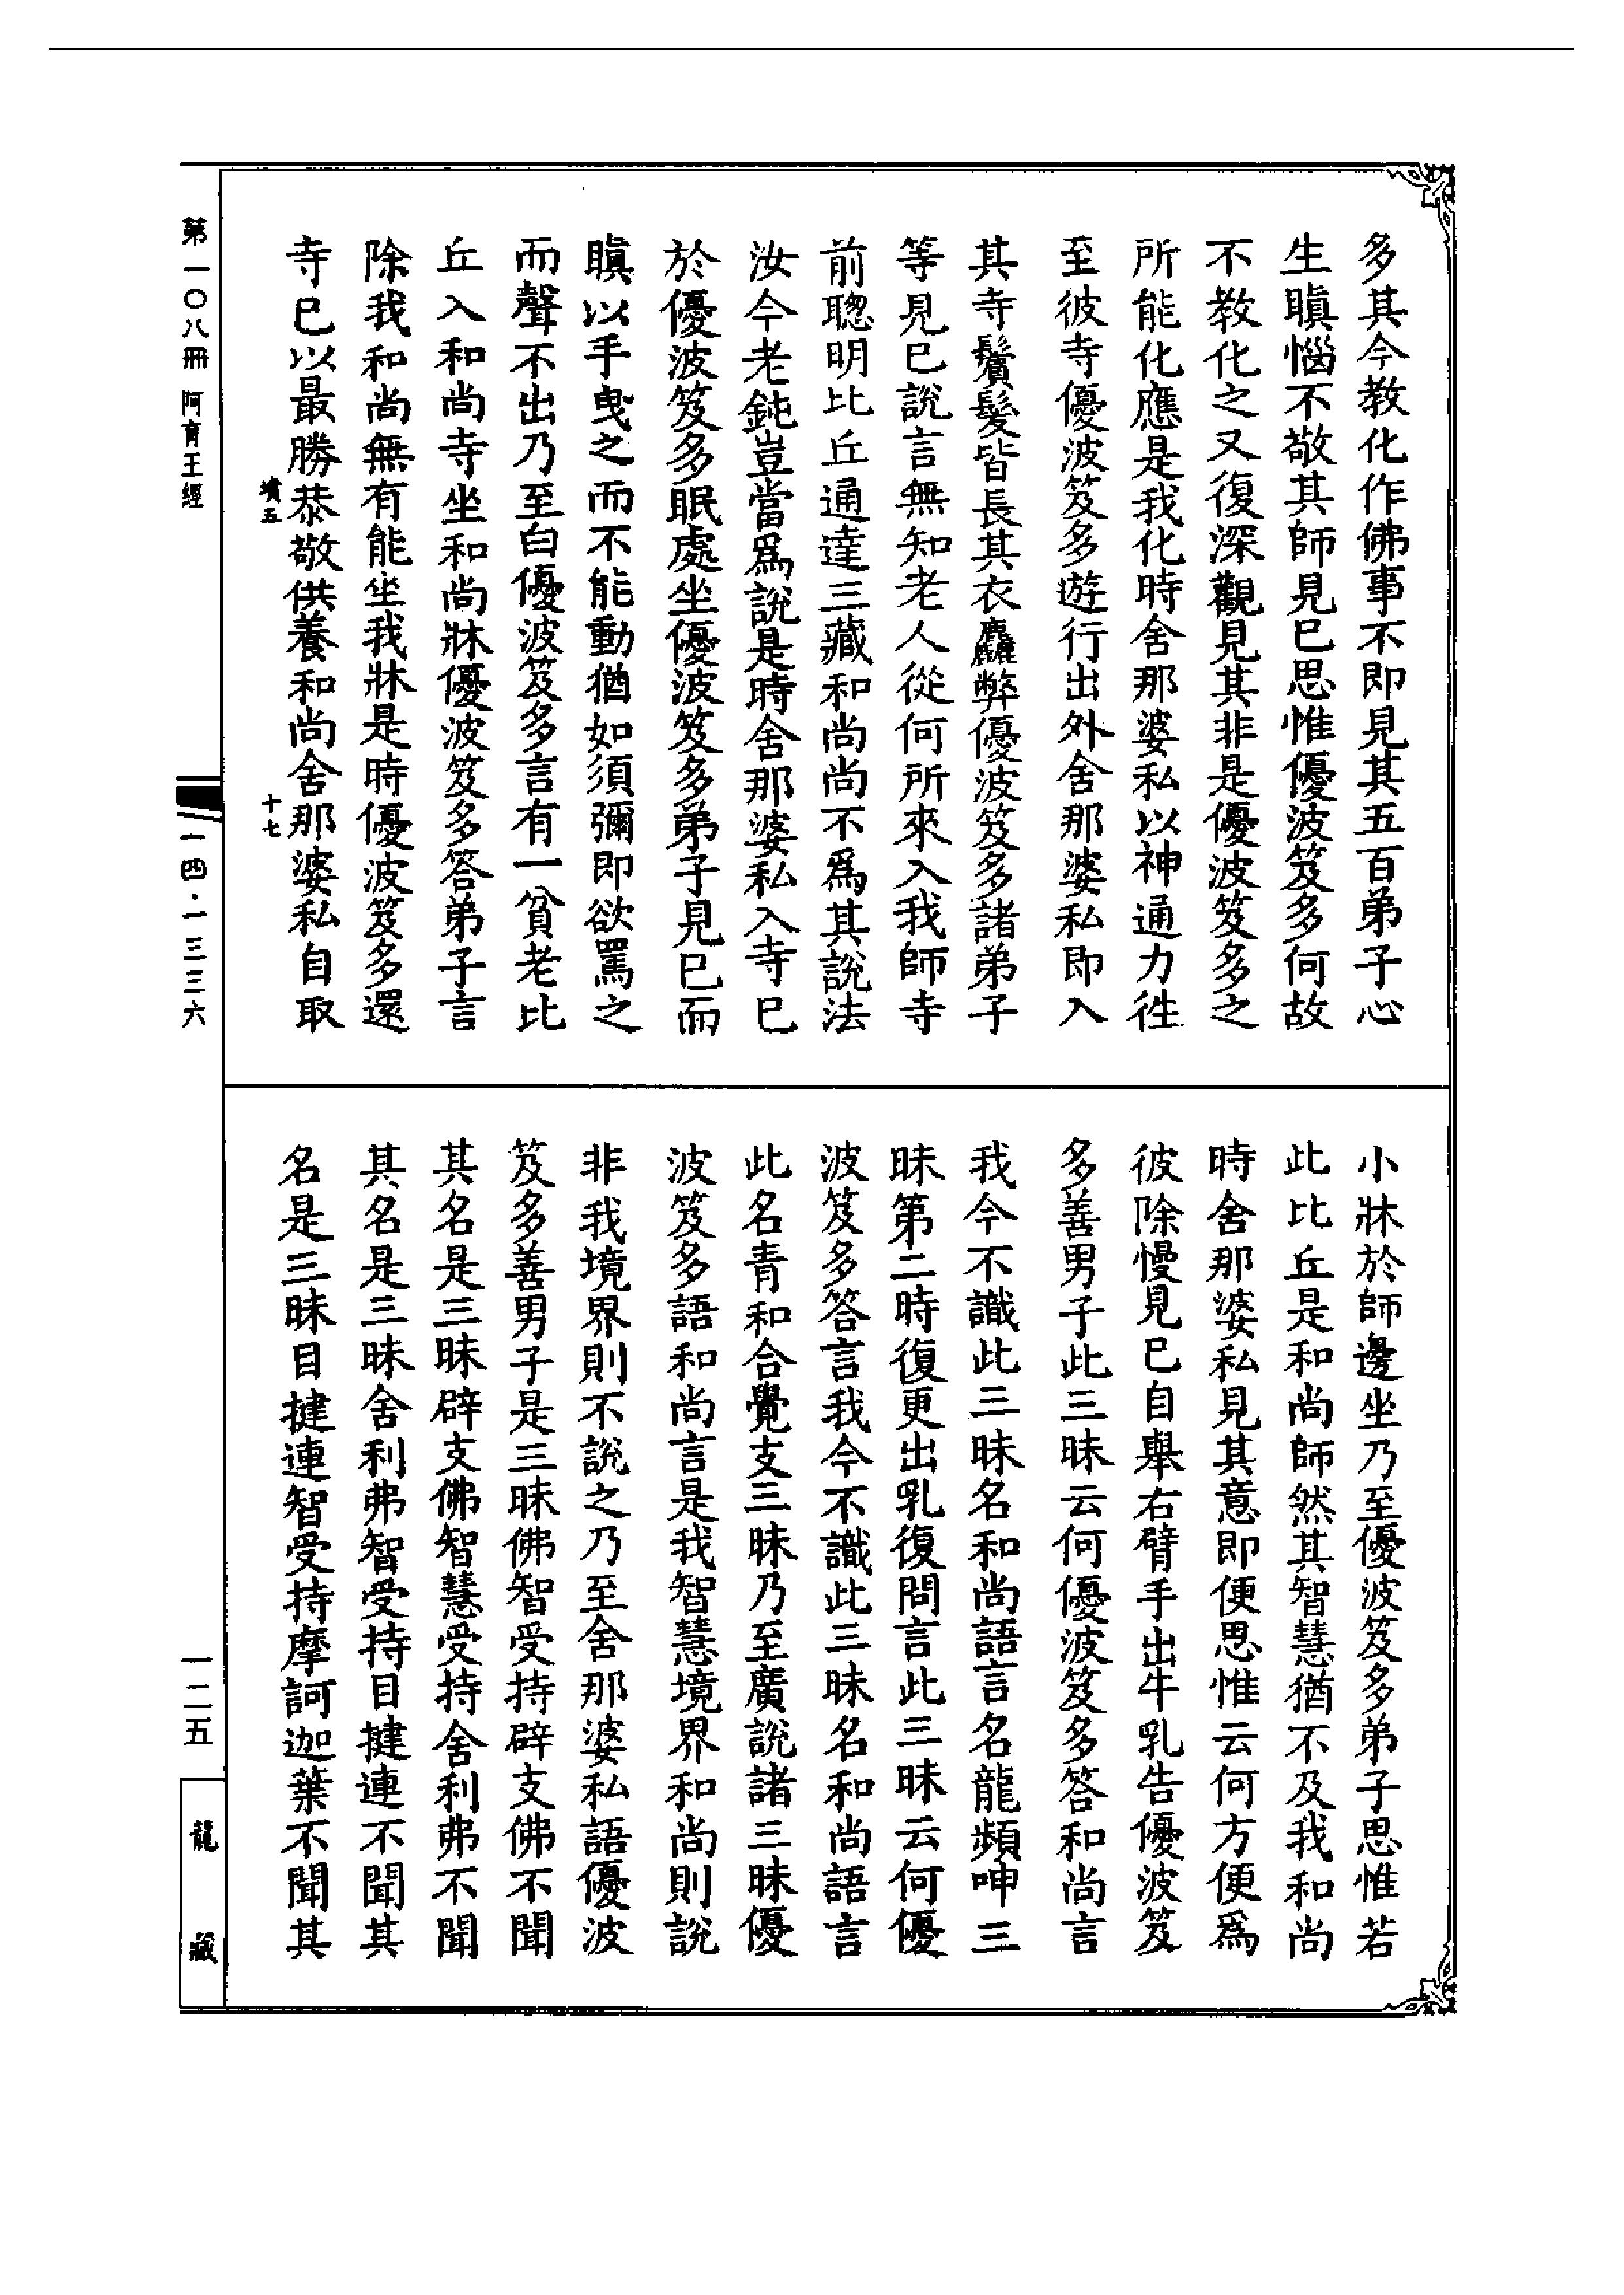 多其今教化作佛事不即見其五百弟子心
生瞋惱不敬其師見已思惟優波笈多何故
不教化之又復深觀見其非是優波笈多之
所能化應是我化時舍那婆私以神通力徃
至彼寺優波笈多遊行出外舍那婆私即入
其寺鬚髮皆長其衣麤弊優波笈多諸弟子
等見已說言無知老人從何所來入我師寺
前聰明比丘通達三藏和尚尚不爲其說法
汝今老鈍豈當爲說是時舍那婆私入寺已
於優波笈多眠處坐優波笈多弟子見已而
瞋以手曳之而不能動猶如須彌即欲罵之
而聲不出乃至白優波笈多言有一貧老比
丘入和尚寺坐和尚牀優波笈多答弟子言
除我和尚無有能坐我牀是時優波笈多還
寺已以最勝恭敬供養和尚舍那婆私自取
小牀於師邊坐乃至優波笈多弟子思惟若
此比丘是和尚師然其智慧猶不及我和尚
時舍那婆私見其意即便思惟云何方便爲
彼除慢見已自舉右臂手出牛乳告優波笈
多善男子此三昧云何優波笈多答和尚言
我今不識此三昧名和尚語言名龍頻呻三
昧第二時復更出乳復問言此三昧云何優
波笈多答言我今不識此三昧名和尚語言
此名青和合覺支三昧乃至廣說諸三昧優
波笈多語和尚言是我智慧境界和尚則說
非我境界則不說之乃至舍那婆私語優波
笈多善男子是三昧佛智受持辟支佛不聞
其名是三昧辟支佛智慧受持舍利弗不聞
其名是三昧舍利弗智受持目揵連不聞其
名是三昧目揵連智受持摩訶迦葉不聞其
墳五
十七
第一〇八冊 阿育王經
一四·一三三六
一二五
龍藏